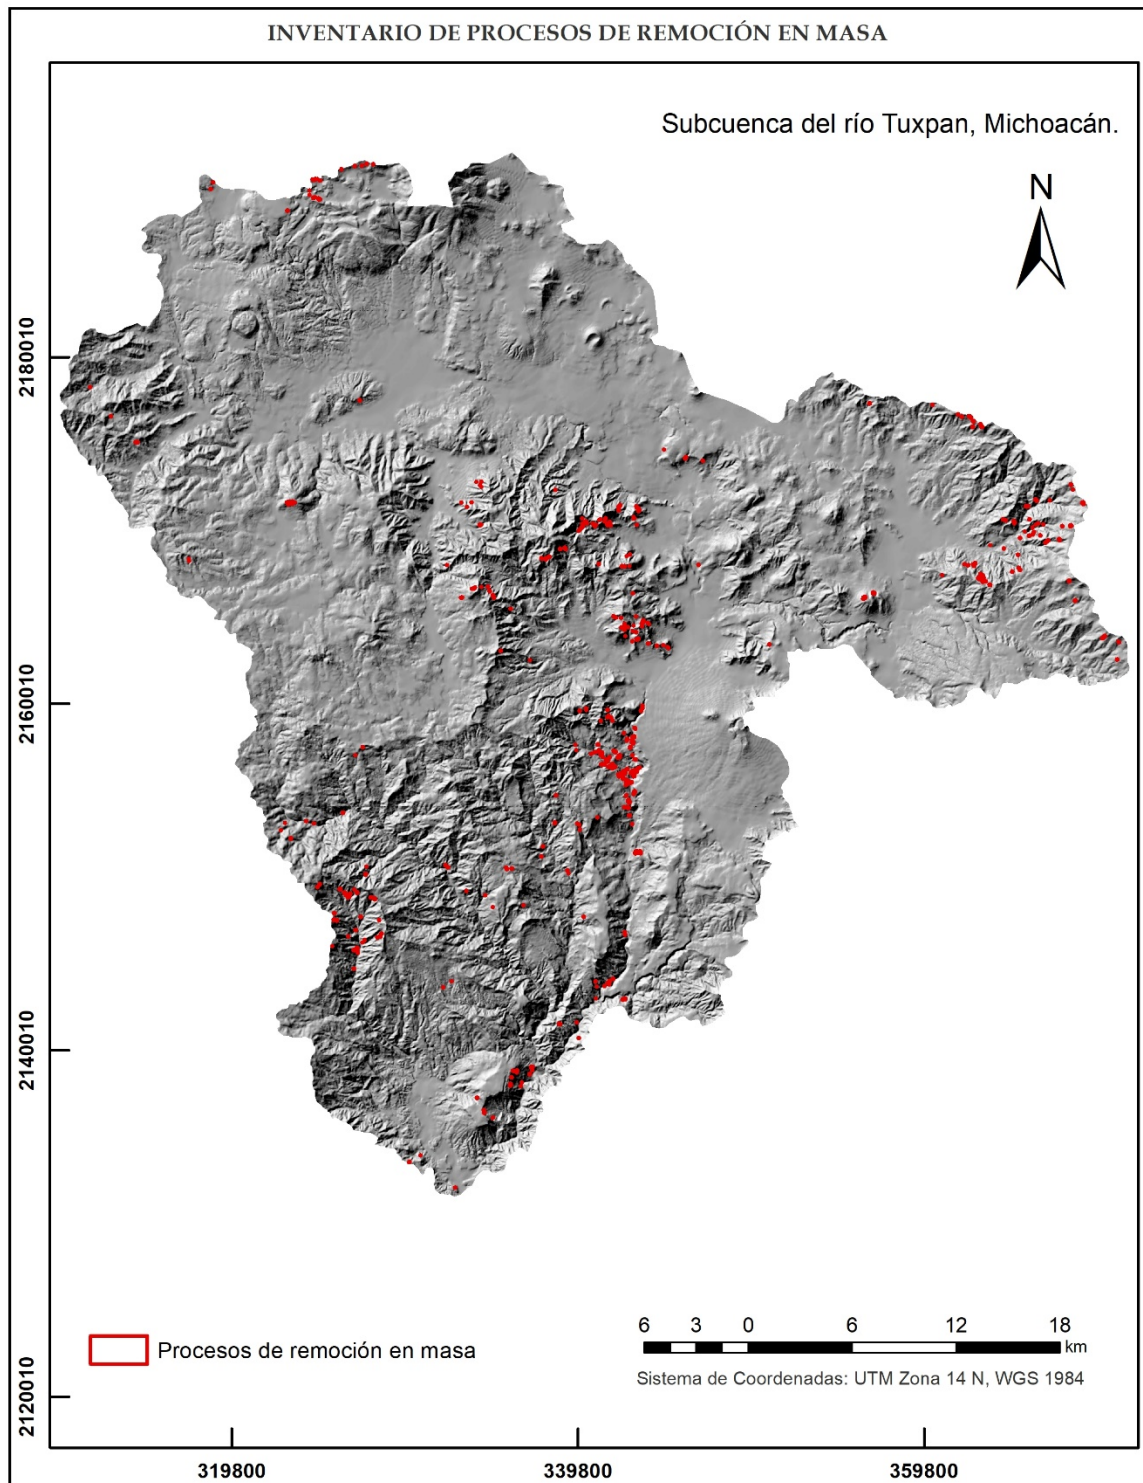 INVENTARIO DE PROCESOS DE REMOCIÓN EN MASA
Subcuenca del río Tuxpan, Michoacán.
N
2180010
2160010
2140010
2120010
Procesos de remoción en masa
6 3 0 6 12 18
km
Sistema de Coordenadas: UTM Zona 14 N, WGS 1984
319800 339800 359800